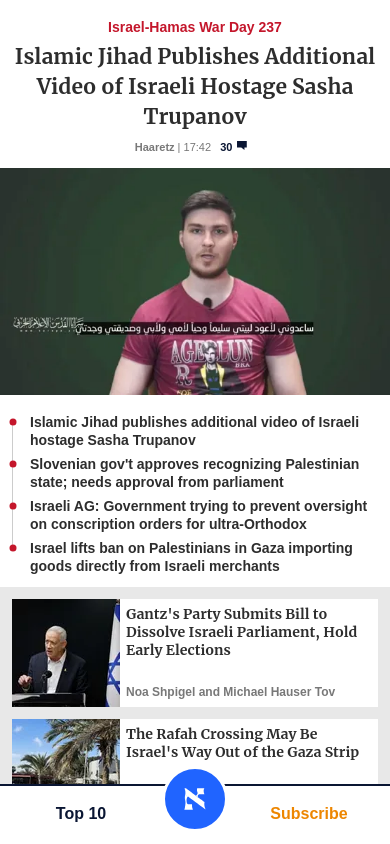 Israel-Hamas War Day 237
Islamic Jihad Publishes Additional
Video of Israeli Hostage Sasha
Trupanov
Haaretz | 17:42 30
ساعدوني لأعود لبيتي سليماً وحياً لأمي ولأبي وصديقتي وجدتي
Islamic Jihad publishes additional video of Israeli
hostage Sasha Trupanov
Slovenian gov't approves recognizing Palestinian
state; needs approval from parliament
Israeli AG: Government trying to prevent oversight
on conscription orders for ultra-Orthodox
Israel lifts ban on Palestinians in Gaza importing
goods directly from Israeli merchants
Gantz's Party Submits Bill to
Dissolve Israeli Parliament, Hold
Early Elections
Noa Shpigel and Michael Hauser Tov
The Rafah Crossing May Be
Israel's Way Out of the Gaza Strip
Top 10
Subscribe